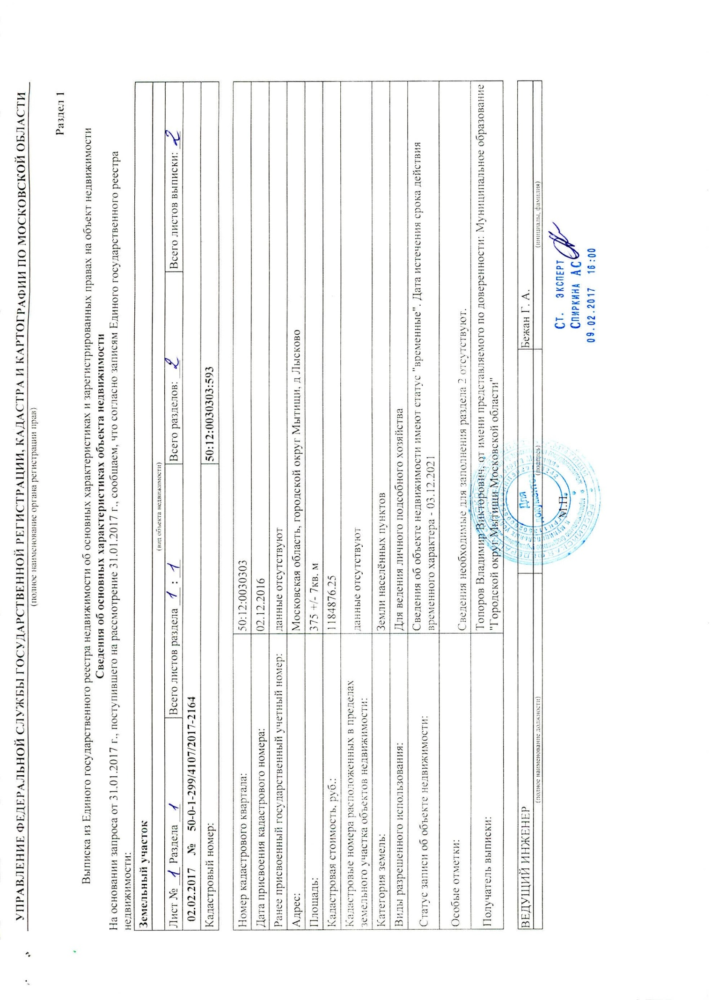 УПРАВЛЕНИЕ ФЕДЕРАЛЬНОЙ СЛУЖБЫ ГОСУДАРСТВЕННОЙ РЕГИСТРАЦИИ, КАДАСТРА И КАРТОГРАФИИ ПО МОСКОВСКОЙ ОБЛАСТИ
(полное наименование органа регистрации прав)
Раздел 1
Выписка из Единого государственного реестра недвижимости об основных характеристиках и зарегистрированных правах на объект недвижимости
Сведения об основных характеристиках объекта недвижимости
На основании запроса от 31.01.2017 г., поступившего на рассмотрение 31.01.2017 г., сообщаем, что согласно записям Единого государственного реестра
недвижимости:
Земельный участок
(вид объекта недвижимости)
Лист № 1 Раздела 1 Всего листов раздела 1 : 1 Всего разделов: 2 Всего листов выписки: 2
02.02.2017 № 50-0-1-299/4107/2017-2164
Кадастровый номер: 50:12:0030303:593
Номер кадастрового квартала: 50:12:0030303
Дата присвоения кадастрового номера: 02.12.2016
Ранее присвоенный государственный учетный номер: данные отсутствуют
Адрес: Московская область, городской округ Мытищи, д Лысково
Площадь: 375 +/- 7кв. м
Кадастровая стоимость, руб.: 1184876.25
Кадастровые номера расположенных в пределах
земельного участка объектов недвижимости: данные отсутствуют
Категория земель: Земли населённых пунктов
Виды разрешенного использования: Для ведения личного подсобного хозяйства
Статус записи об объекте недвижимости: Сведения об объекте недвижимости имеют статус "временные". Дата истечения срока действия
временного характера - 03.12.2021
Особые отметки: Сведения необходимые для заполнения раздела 2 отсутствуют.
Получатель выписки: Топоров Владимир Викторович, от имени представляемого по доверенности: Муниципальное образование
"Городской округ Мытищи Московской области"
ВЕДУЩИЙ ИНЖЕНЕР Бежан Г. А.
(полное наименование должности) (подпись) (инициалы, фамилия)
М.П.
Для
документов
РОССИЙСКАЯ ФЕДЕРАЦИЯ
СТ. ЭКСПЕРТ
СПИРКИНА АС
09.02.2017 16:00